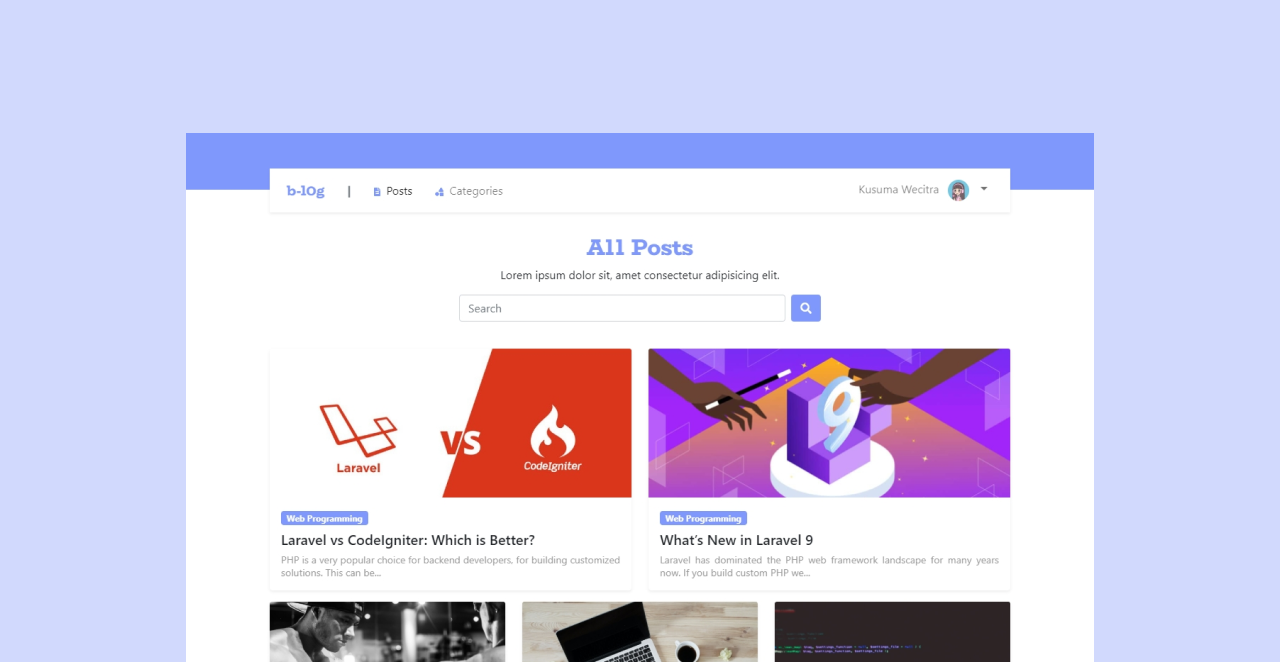 b-l0g | Posts Categories Kusuma Wecitra
All Posts
Lorem ipsum dolor sit, amet consectetur adipisicing elit.
Search
Laravel
VS
CodeIgniter
9
Web Programming
Laravel vs CodeIgniter: Which is Better?
PHP is a very popular choice for backend developers, for building customized
solutions. This can be...
Web Programming
What's New in Laravel 9
Laravel has dominated the PHP web framework landscape for many years
now. If you build custom PHP we...